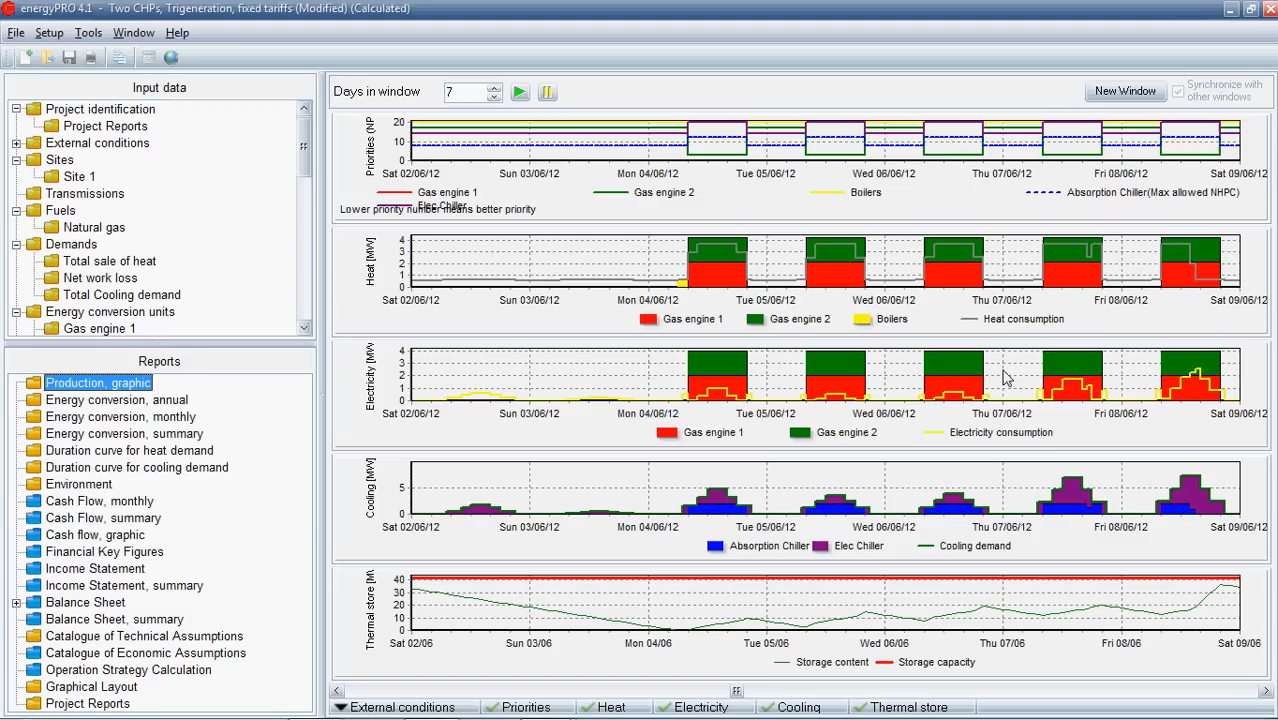 energyPRO 4.1 - Two CHPs, Trigeneration, fixed tariffs (Modified) (Calculated)
File Setup Tools Window Help
Input data
Project identification
Project Reports
External conditions
Sites
Site 1
Transmissions
Fuels
Natural gas
Demands
Total sale of heat
Net work loss
Total Cooling demand
Energy conversion units
Gas engine 1
Reports
Production, graphic
Energy conversion, annual
Energy conversion, monthly
Energy conversion, summary
Duration curve for heat demand
Duration curve for cooling demand
Environment
Cash Flow, monthly
Cash Flow, summary
Cash flow, graphic
Financial Key Figures
Income Statement
Income Statement, summary
Balance Sheet
Balance Sheet, summary
Catalogue of Technical Assumptions
Catalogue of Economic Assumptions
Operation Strategy Calculation
Graphical Layout
Project Reports
Days in window 7 New Window Synchronize with
other windows
Priorities (NP
20
10
0
Sat 02/06/12 Sun 03/06/12 Mon 04/06/12 Tue 05/06/12 Wed 06/06/12 Thu 07/06/12 Fri 08/06/12 Sat 09/06/12
Gas engine 1 Gas engine 2 Boilers Absorption Chiller(Max allowed NHPC)
Elec Chiller
Lower priority number means better priority
Heat [MW]
4
3
2
1
0
Sat 02/06/12 Sun 03/06/12 Mon 04/06/12 Tue 05/06/12 Wed 06/06/12 Thu 07/06/12 Fri 08/06/12 Sat 09/06/12
Gas engine 1 Gas engine 2 Boilers Heat consumption
Electricity [MW
4
3
2
1
0
Sat 02/06/12 Sun 03/06/12 Mon 04/06/12 Tue 05/06/12 Wed 06/06/12 Thu 07/06/12 Fri 08/06/12 Sat 09/06/12
Gas engine 1 Gas engine 2 Electricity consumption
Cooling [MW]
5
0
Sat 02/06/12 Sun 03/06/12 Mon 04/06/12 Tue 05/06/12 Wed 06/06/12 Thu 07/06/12 Fri 08/06/12 Sat 09/06/12
Absorption Chiller Elec Chiller Cooling demand
Thermal store [M\
40
30
20
10
0
Sat 02/06 Sun 03/06 Mon 04/06 Tue 05/06 Wed 06/06 Thu 07/06 Fri 08/06 Sat 09/06
Storage content Storage capacity
External conditions Priorities Heat Electricity Cooling Thermal store